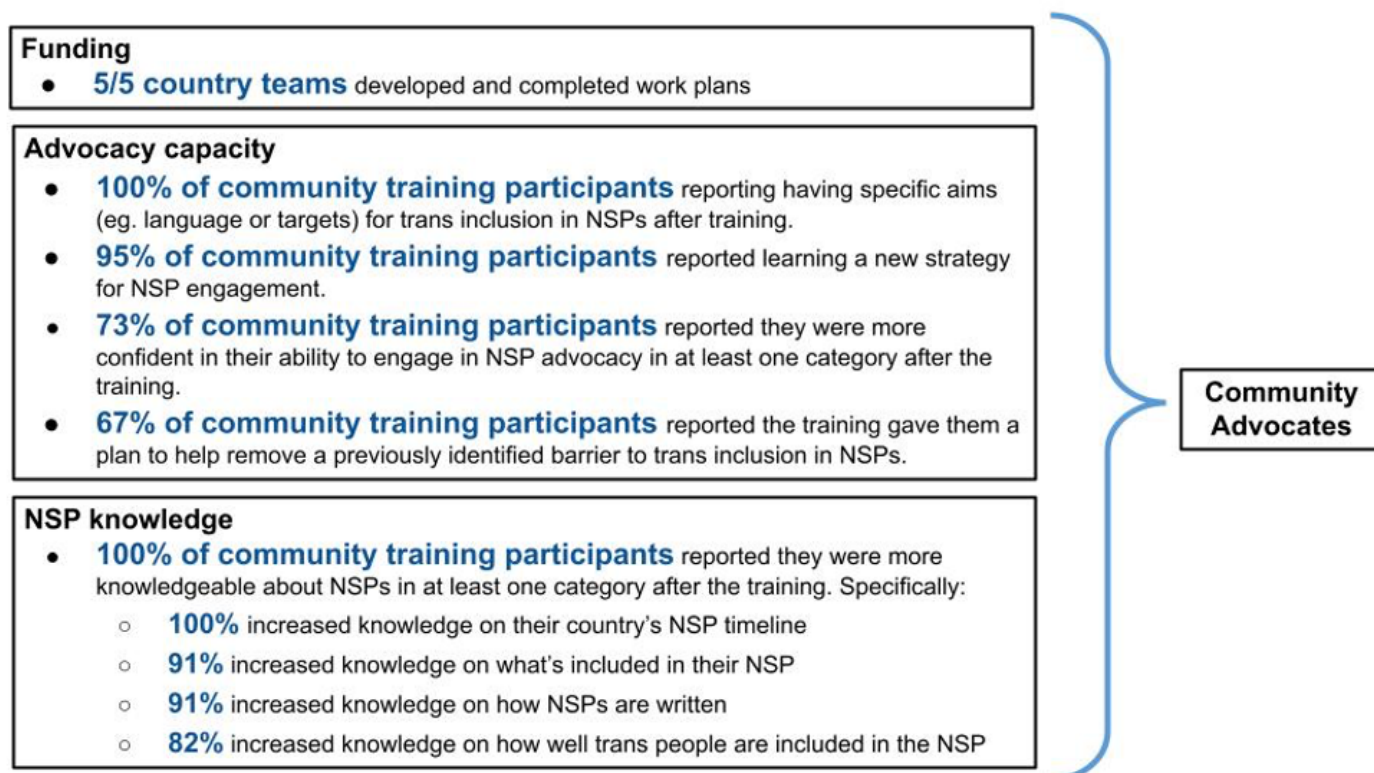 Funding
● 5/5 country teams developed and completed work plans
Advocacy capacity
● 100% of community training participants reporting having specific aims
(eg. language or targets) for trans inclusion in NSPs after training.
● 95% of community training participants reported learning a new strategy
for NSP engagement.
● 73% of community training participants reported they were more
confident in their ability to engage in NSP advocacy in at least one category after the
training.
● 67% of community training participants reported the training gave them a
plan to help remove a previously identified barrier to trans inclusion in NSPs.
NSP knowledge
● 100% of community training participants reported they were more
knowledgeable about NSPs in at least one category after the training. Specifically:
○ 100% increased knowledge on their country’s NSP timeline
○ 91% increased knowledge on what’s included in their NSP
○ 91% increased knowledge on how NSPs are written
○ 82% increased knowledge on how well trans people are included in the NSP
Community
Advocates